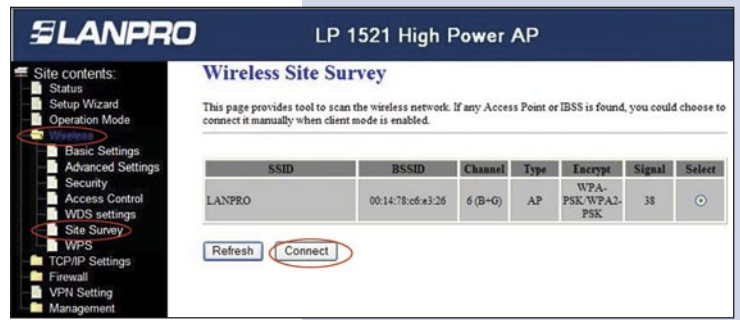 LANPRO
LP 1521 High Power AP
Site contents:
Status
Setup Wizard
Operation Mode
Wireless
Basic Settings
Advanced Settings
Security
Access Control
WDS settings
Site Survey
WPS
TCP/IP Settings
Firewall
VPN Setting
Management
Wireless Site Survey
This page provides tool to scan the wireless network. If any Access Point or IBSS is found, you could choose to
connect it manually when client mode is enabled.
SSID BSSID Channel Type Encrypt Signal Select
LANPRO 00:14:78:c6:e3:26 6 (B+G) AP WPA-
PSK/WPA2-
PSK 38
Refresh Connect